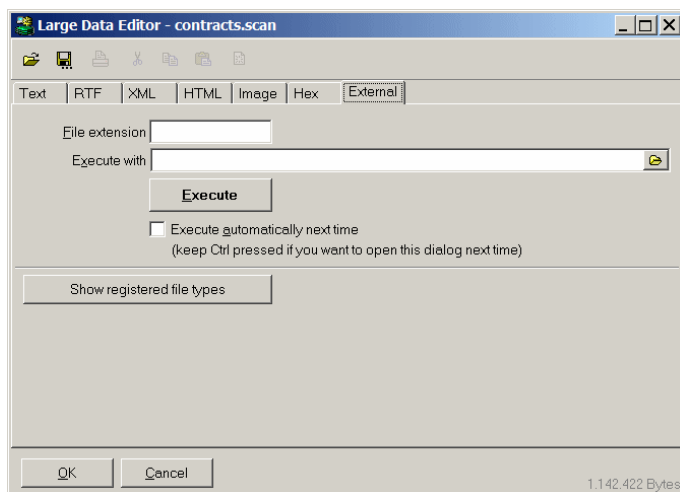 Large Data Editor - contracts.scan
Text RTF XML HTML Image Hex External
File extension
Execute with
Execute
Execute automatically next time
(keep Ctrl pressed if you want to open this dialog next time)
Show registered file types
OK Cancel
1.142.422 Bytes